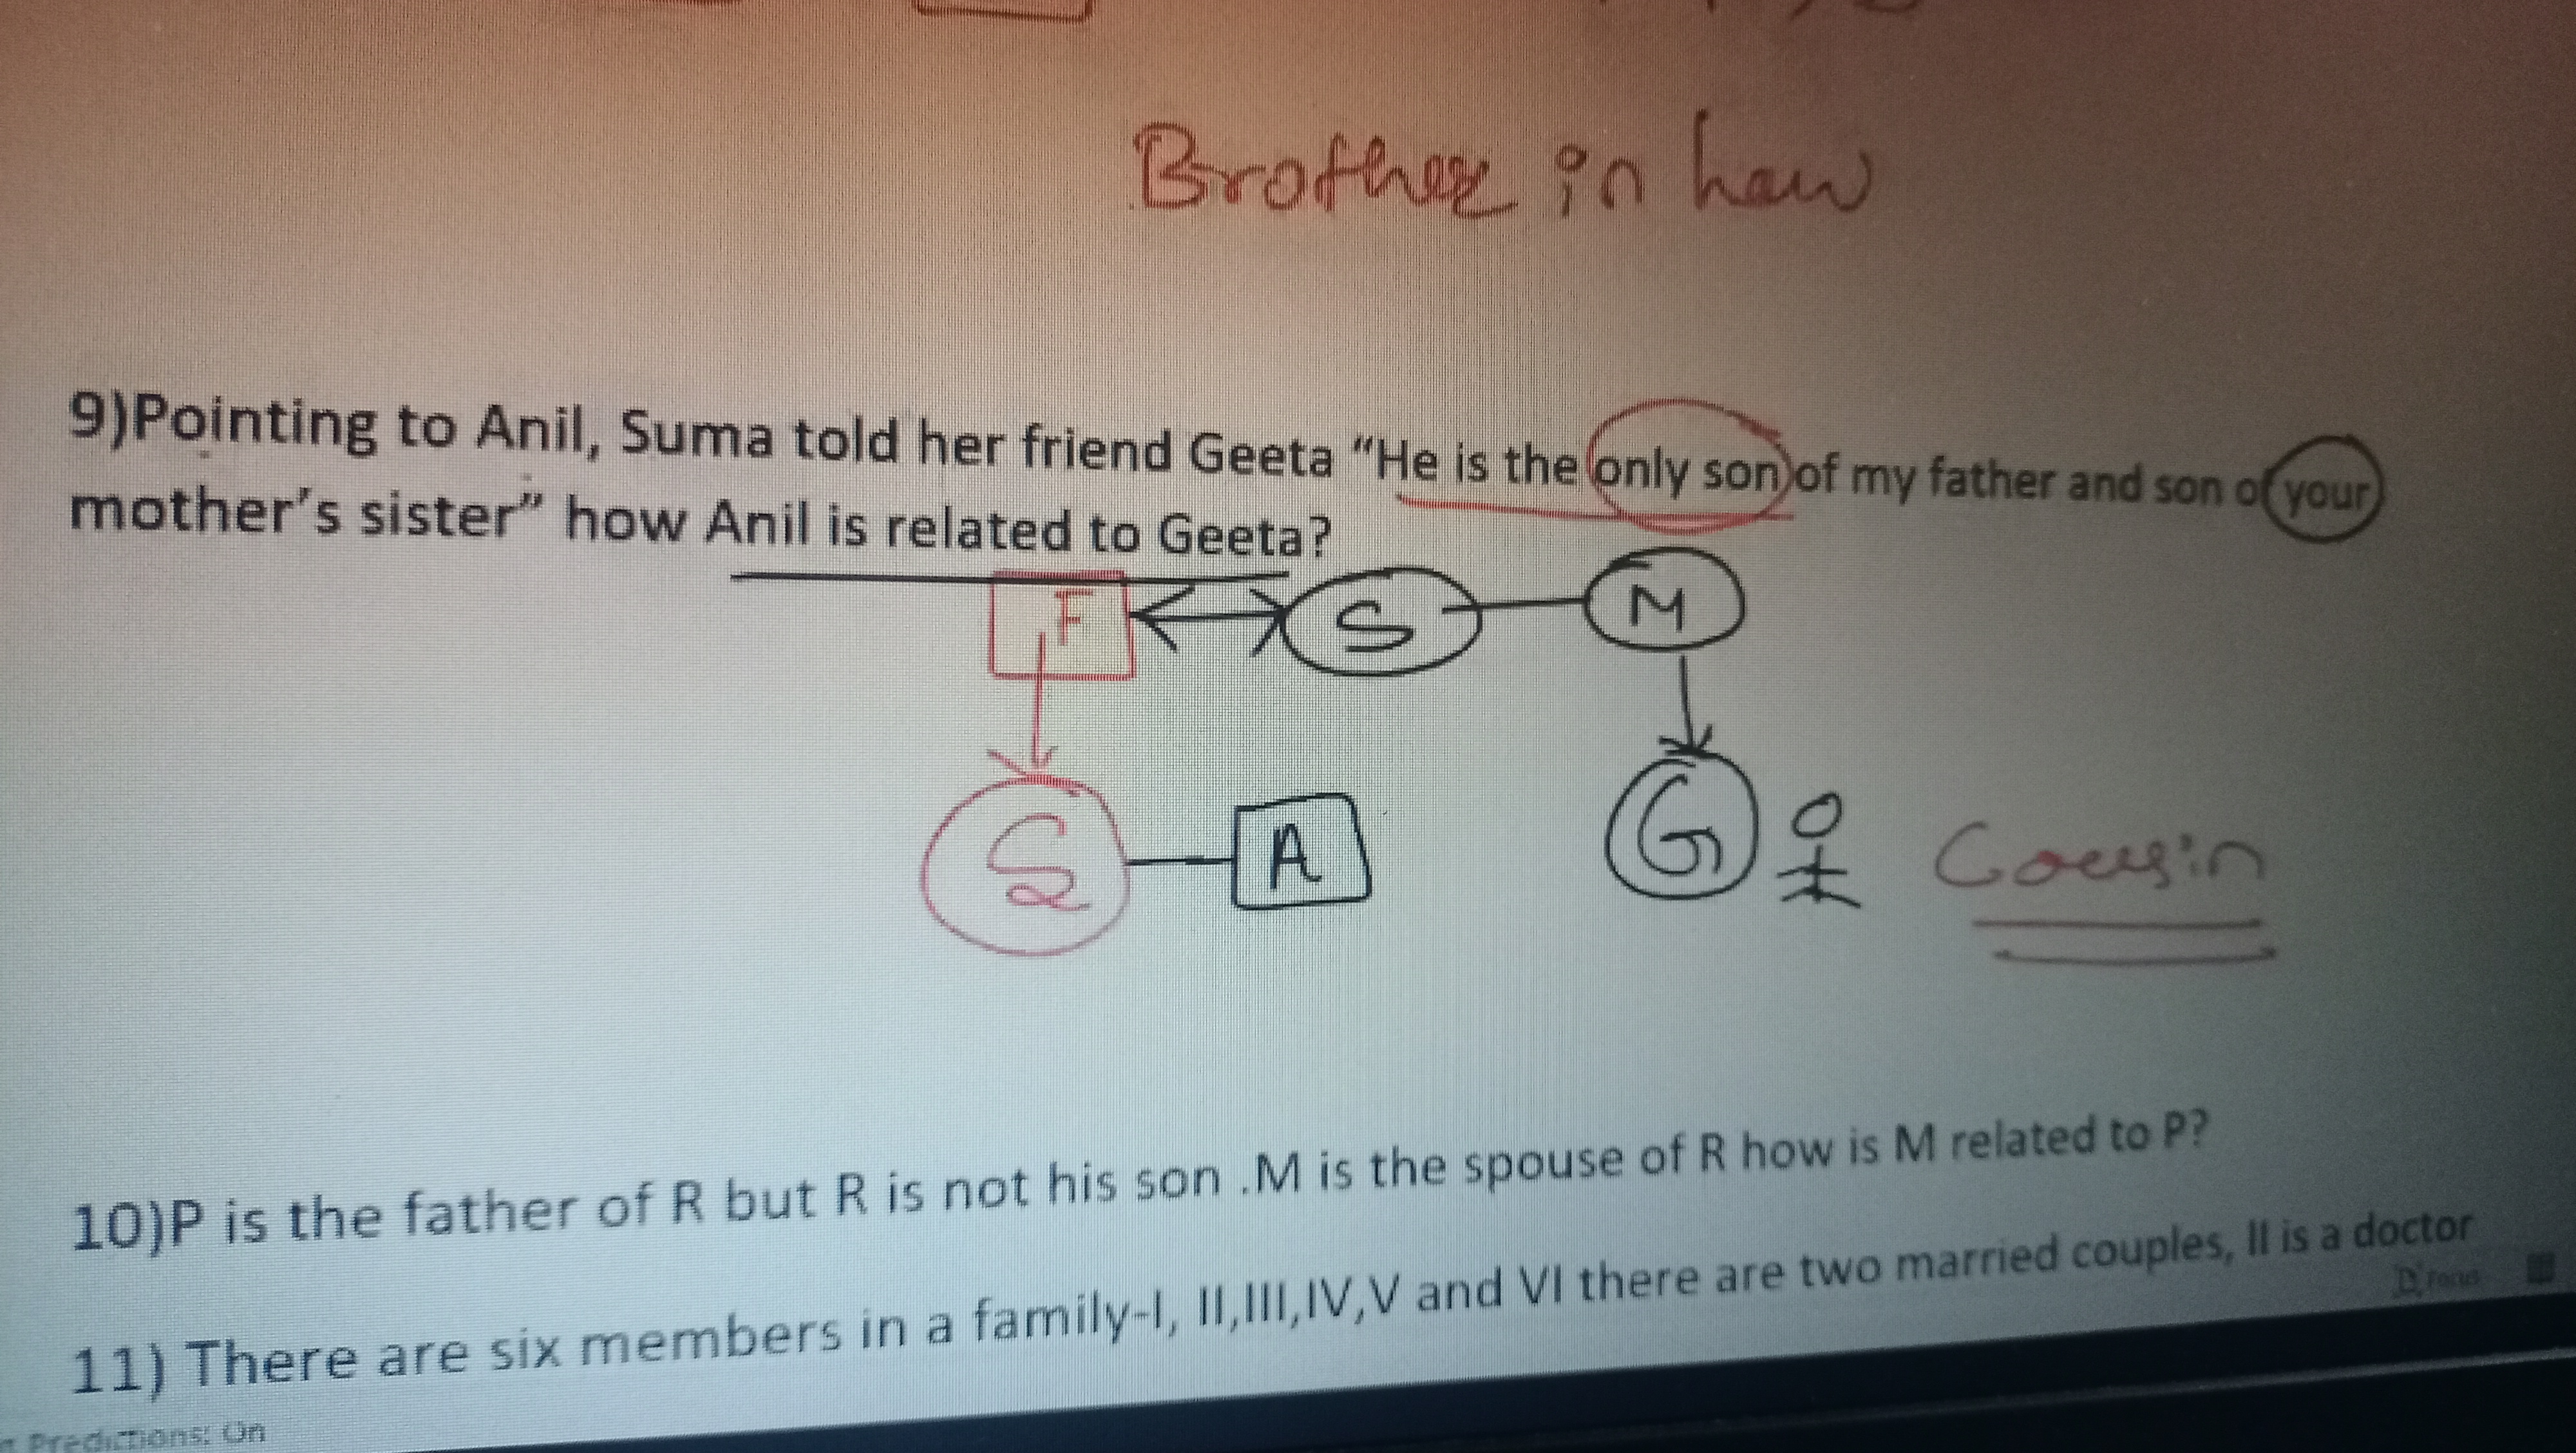 Brother in haw
9)Pointing to Anil, Suma told her friend Geeta "He is the only son of my father and son of your
mother's sister" how Anil is related to Geeta?
F S M
S A G
Coesin
10)P is the father of R but R is not his son .M is the spouse of R how is M related to P?
11) There are six members in a family-I, II,III,IV,V and VI there are two married couples, II is a doctor
Predictions: On